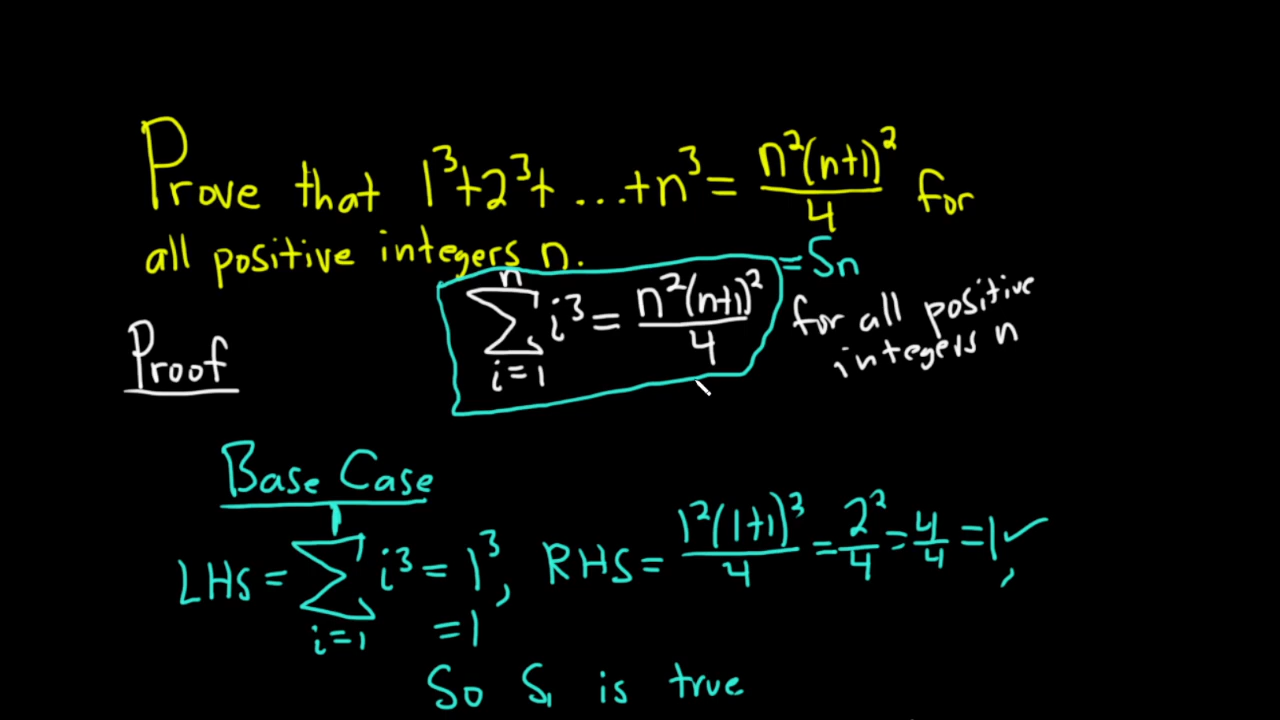 Prove that 1³+2³+ ...+n³ = n²(n+1)²/4 for
all positive integers n.
= Sn
Proof
n∑i=1 i³ = n²(n+1)²/4 for all positive
integers n
Base Case
LHS = 1∑i=1 i³ = 1³, RHS = 1²(1+1)³/4 = 2²/4 = 4/4 = 1✓,
=1
So S₁ is true